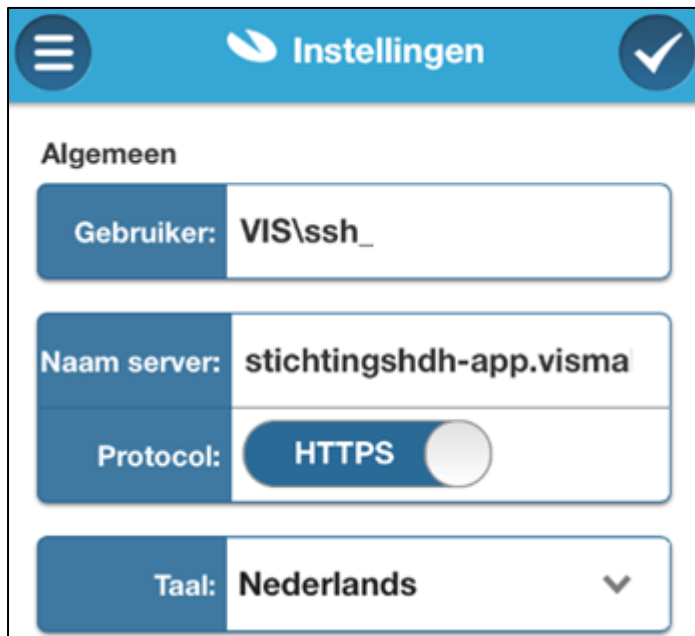 Instellingen
Algemeen
Gebruiker: VIS\ssh_
Naam server: stichtingshdh-app.visma
Protocol: HTTPS
Taal: Nederlands